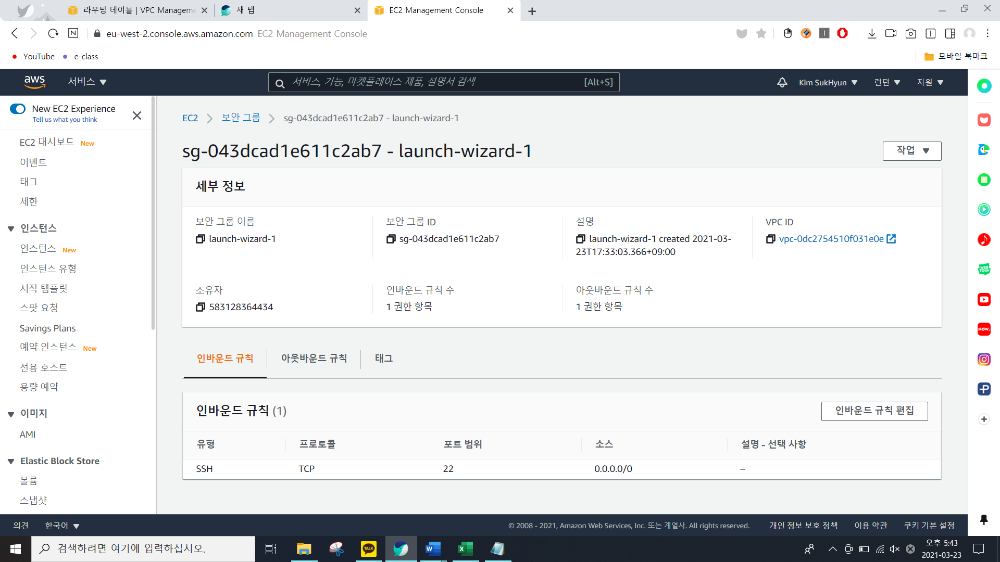 라우팅 테이블 | VPC Manageme
새 탭
EC2 Management Console
N
eu-west-2.console.aws.amazon.com EC2 Management Console
YouTube
e-class
모바일 북마크
aws
서비스
서비스, 기능, 마켓플레이스 제품, 설명서 검색
[Alt+S]
Kim SukHyun
런던
지원
New EC2 Experience
Tell us what you think
EC2 대시보드 New
이벤트
태그
제한
인스턴스
인스턴스 New
인스턴스 유형
시작 템플릿
스팟 요청
Savings Plans
예약 인스턴스 New
전용 호스트
용량 예약
이미지
AMI
Elastic Block Store
볼륨
스냅샷
EC2
보안 그룹
sg-043dcad1e611c2ab7 - launch-wizard-1
sg-043dcad1e611c2ab7 - launch-wizard-1
작업
세부 정보
보안 그룹 이름
launch-wizard-1
보안 그룹 ID
sg-043dcad1e611c2ab7
설명
launch-wizard-1 created 2021-03-
23T17:33:03.366+09:00
VPC ID
vpc-0dc2754510f031e0e
소유자
583128364434
인바운드 규칙 수
1 권한 항목
아웃바운드 규칙 수
1 권한 항목
인바운드 규칙
아웃바운드 규칙
태그
인바운드 규칙 (1)
인바운드 규칙 편집
유형 프로토콜 포트 범위 소스 설명 - 선택 사항
SSH TCP 22 0.0.0.0/0 –
WEB
TOON
NOW.
의견
한국어
© 2008 - 2021, Amazon Web Services, Inc. 또는 계열사. All rights reserved.
개인 정보 보호 정책
이용 약관
쿠키 기본 설정
검색하려면 여기에 입력하십시오.
TALK
오후 5:43
2021-03-23